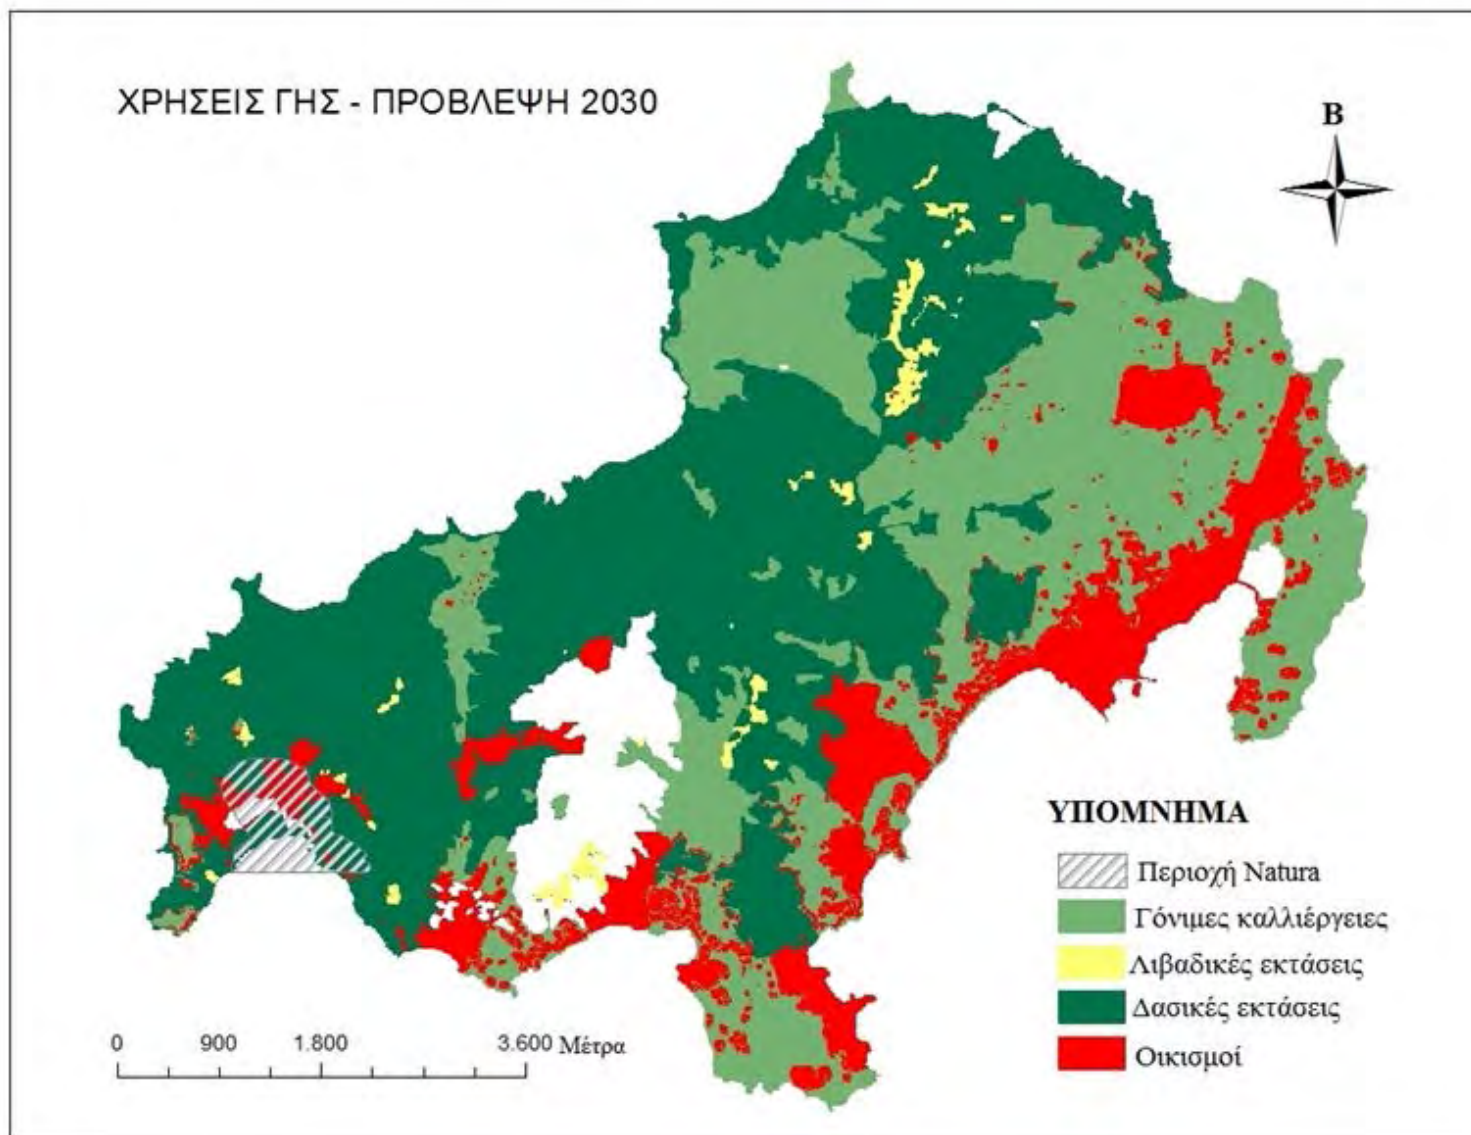 ΧΡΗΣΕΙΣ ΓΗΣ - ΠΡΟΒΛΕΨΗ 2030
Β
ΥΠΟΜΝΗΜΑ
Περιοχή Natura
Γόνιμες καλλιέργειες
Λιβαδικές εκτάσεις
Δασικές εκτάσεις
Οικισμοί
0 900 1.800 3.600 Μέτρα